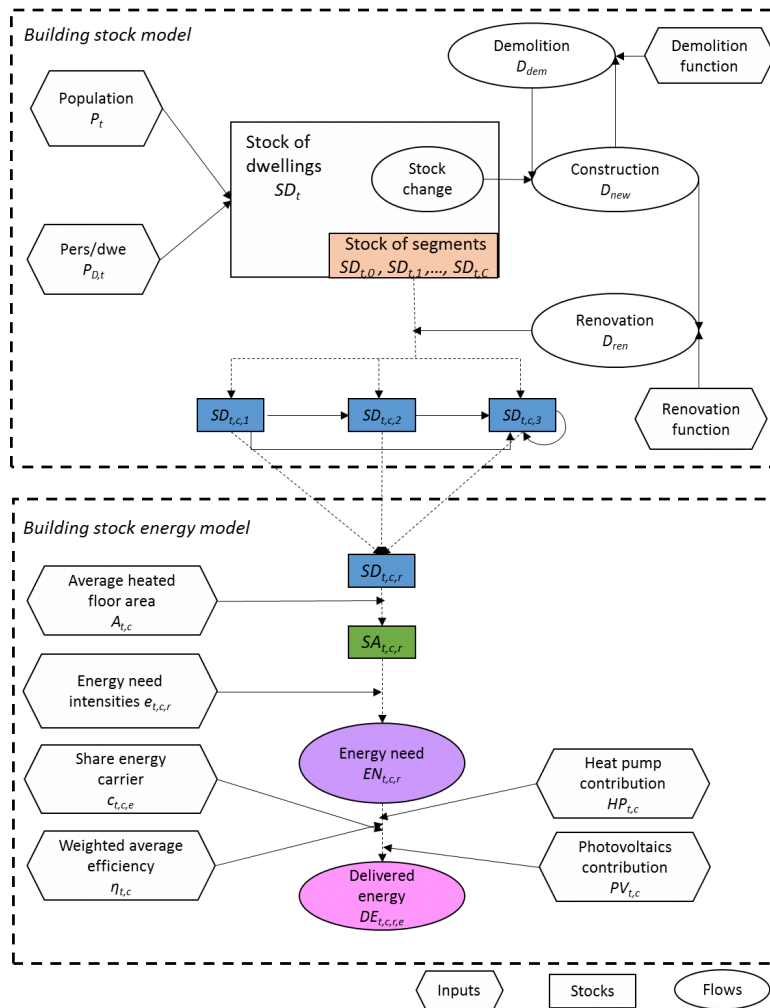 Building stock model
Demolition
D_dem
Demolition
function
Population
P_t
Stock of
dwellings
SD_t
Stock
change
Construction
D_new
Pers/dwe
P_D,t
Stock of segments
SD_t,0 , SD_t,1 ,..., SD_t,C
Renovation
D_ren
SD_t,c,1
SD_t,c,2
SD_t,c,3
Renovation
function
Building stock energy model
SD_t,c,r
Average heated
floor area
A_t,c
SA_t,c,r
Energy need
intensities e_t,c,r
Energy need
EN_t,c,r
Share energy
carrier
c_t,c,e
Heat pump
contribution
HP_t,c
Weighted average
efficiency
η_t,c
Photovoltaics
contribution
PV_t,c
Delivered
energy
DE_t,c,r,e
Inputs
Stocks
Flows